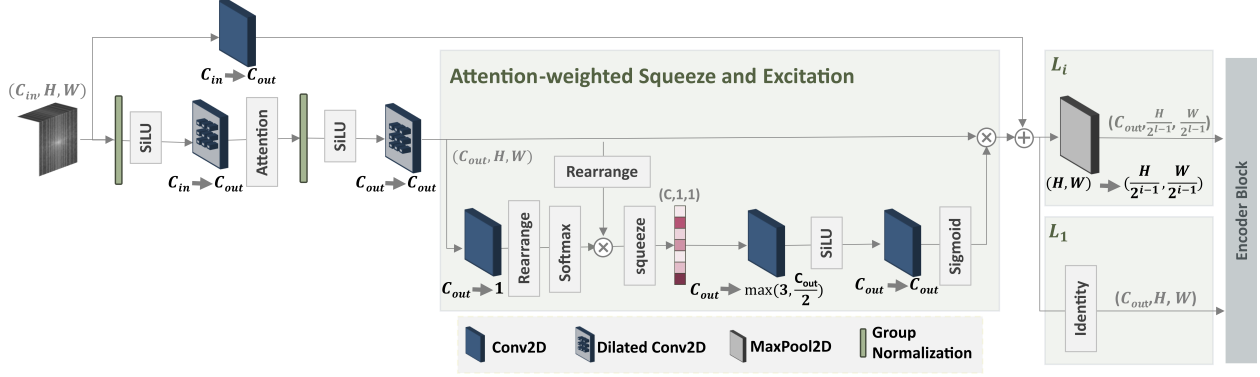 C_in → C_out
(C_in, H, W)
SiLU
C_in → C_out
Attention
SiLU
C_out → C_out
Attention-weighted Squeeze and Excitation
(C_out, H, W)
Rearrange
C_out → 1
Rearrange
Softmax
×
squeeze
(C,1,1)
C_out → max(3, C_out/2)
SiLU
C_out → C_out
Sigmoid
×
+
L_i
(C_out, H/2^{i-1}, W/2^{i-1})
(H, W) → (H/2^{i-1}, W/2^{i-1})
L_1
Identity
(C_out, H, W)
Encoder Block
Conv2D
Dilated Conv2D
MaxPool2D
Group
Normalization